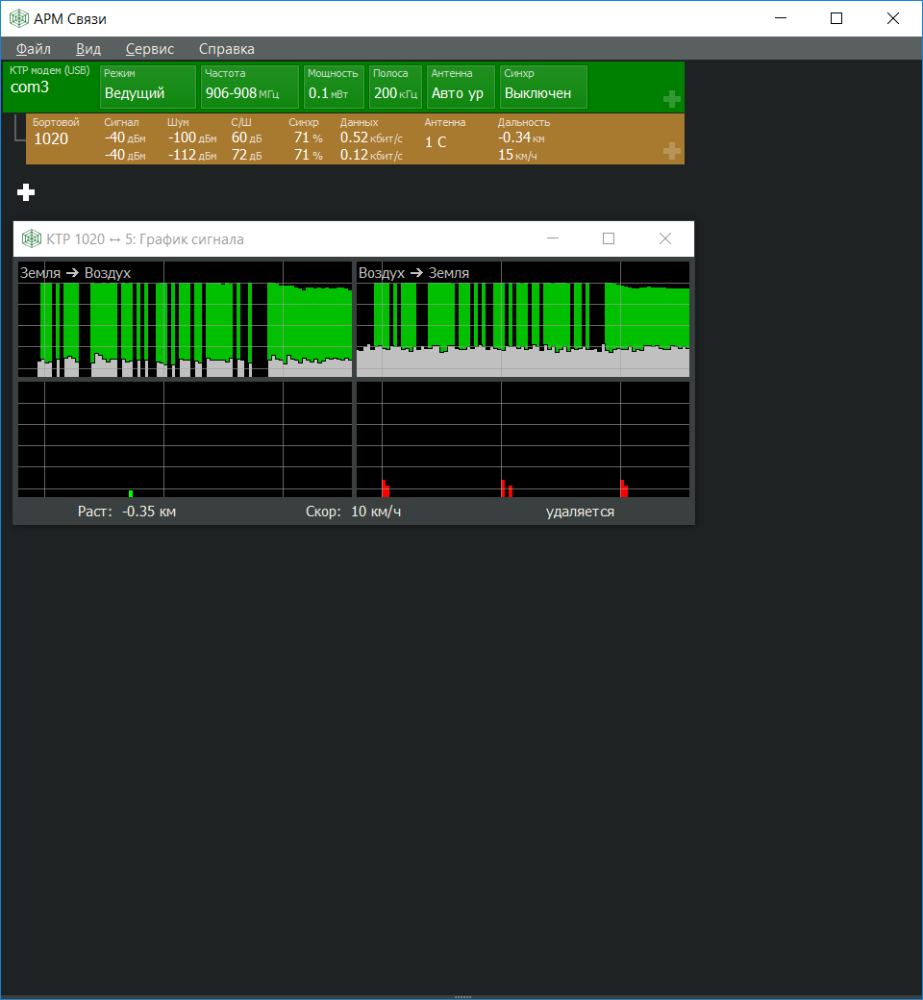 АРМ Связи
Файл Вид Сервис Справка
КТР модем (USB) Режим Частота Мощность Полоса Антенна Синхр
com3 Ведущий 906-908 МГц 0.1 мВт 200 кГц Авто ур Выключен
Бортовой Сигнал Шум С/Ш Синхр Данных Антенна Дальность
1020 -40 дБм -100 дБм 60 дБ 71 % 0.52 кбит/с 1 С -0.34 км
-40 дБм -112 дБм 72 дБ 71 % 0.12 кбит/с 15 км/ч
КТР 1020 ↔ 5: График сигнала
Земля ➔ Воздух Воздух ➔ Земля
Раст: -0.35 км Скор: 10 км/ч удаляется